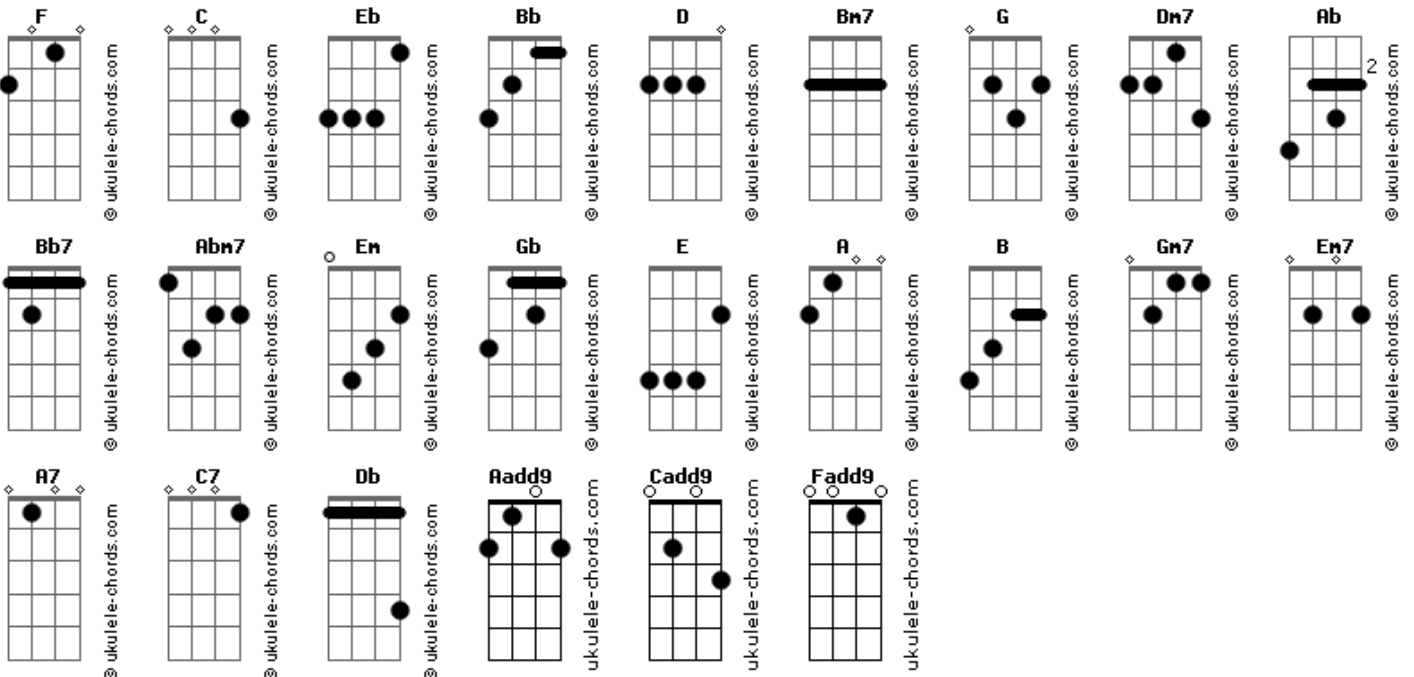 F C Eb Bb D Bm7 G Dm7 Ab
© ukulele-chords.com © ukulele-chords.com © ukulele-chords.com © ukulele-chords.com © ukulele-chords.com © ukulele-chords.com © ukulele-chords.com © ukulele-chords.com 2 © ukulele-chords.com
Bb7 Abm7 Em Gb E A B Gm7 Em7
© ukulele-chords.com © ukulele-chords.com © ukulele-chords.com © ukulele-chords.com © ukulele-chords.com © ukulele-chords.com © ukulele-chords.com © ukulele-chords.com © ukulele-chords.com
A7 C7 Db Aadd9 Cadd9 Fadd9
© ukulele-chords.com © ukulele-chords.com © ukulele-chords.com ukulele-chords.com ukulele-chords.com ukulele-chords.com